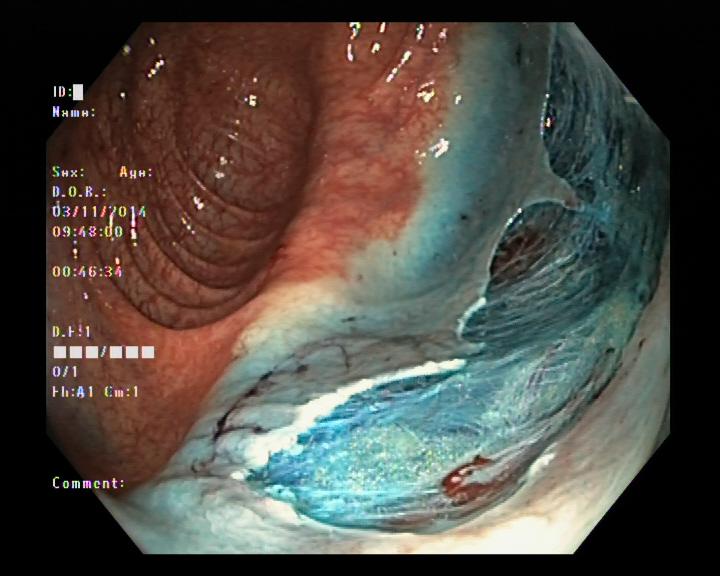 ID:
Name:
Sex: Age:
D.O.B.:
03/11/2014
09:48:00
00:46:34
D.F:1
■■■/■■■
0/1
Eh:A1 Cm:1
Comment: